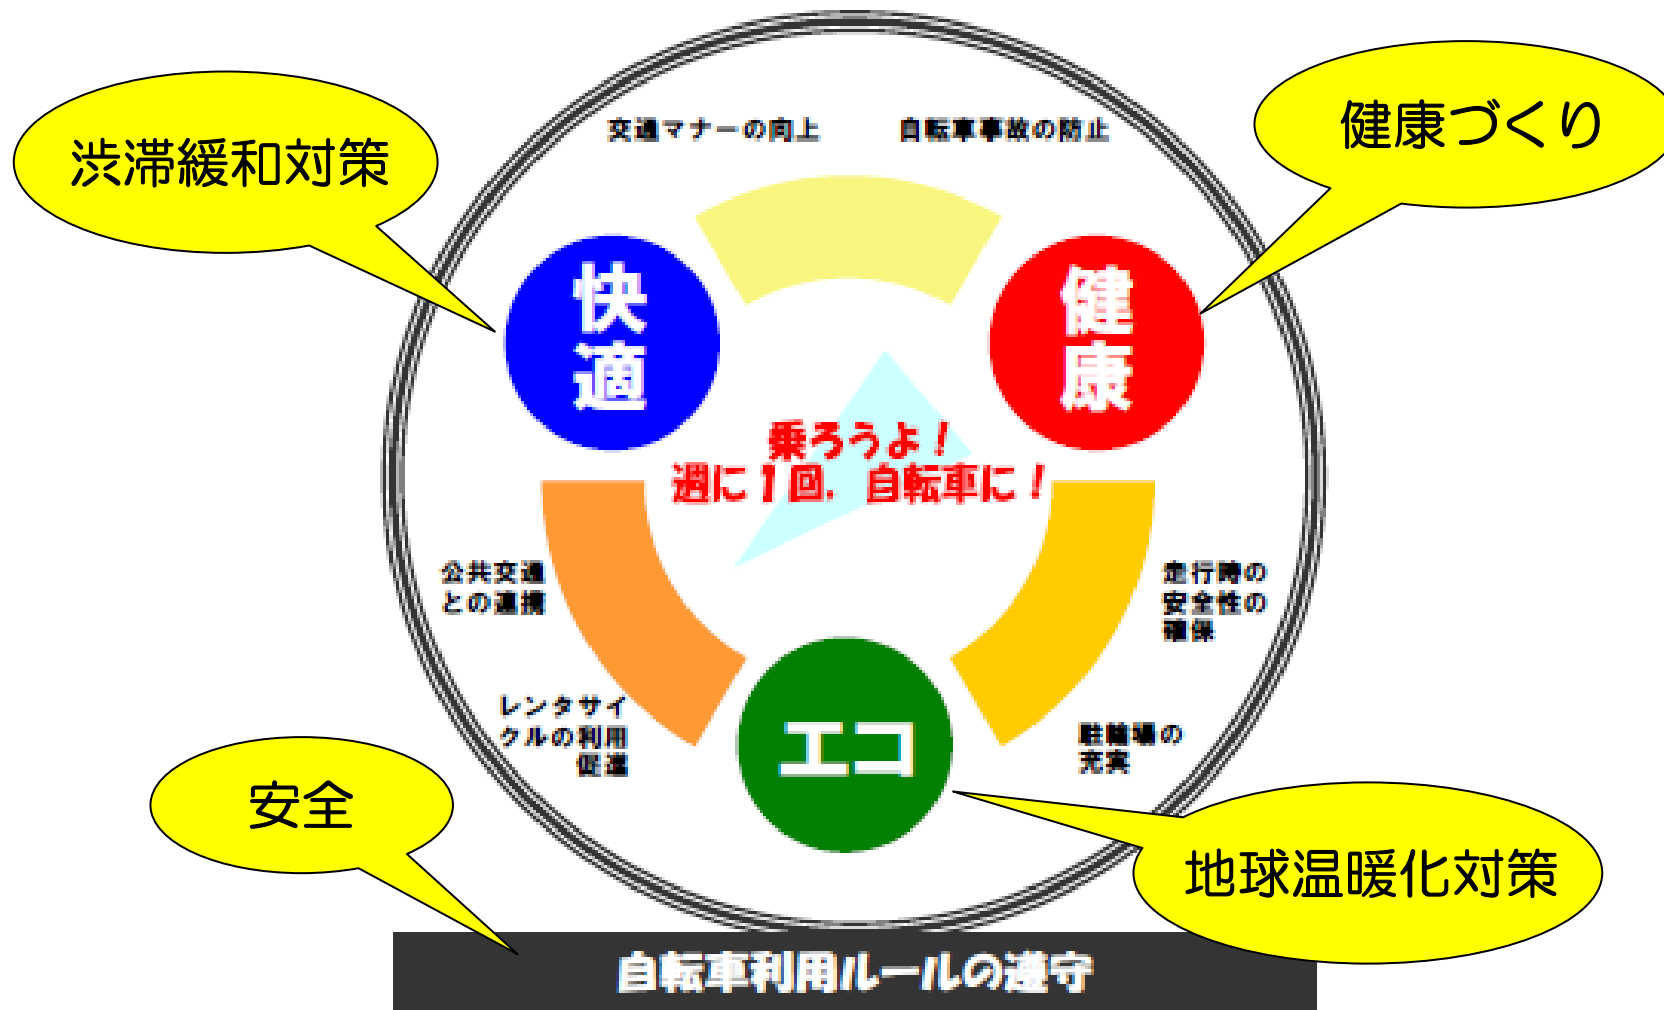 渋滞緩和対策
健康づくり
交通マナーの向上
自転車事故の防止
快
適
健
康
乗ろうよ！
週に１回，自転車に！
公共交通
との連携
走行時の
安全性の
確保
レンタサイ
クルの利用
促進
駐輪場の
充実
エコ
安全
地球温暖化対策
自転車利用ルールの遵守